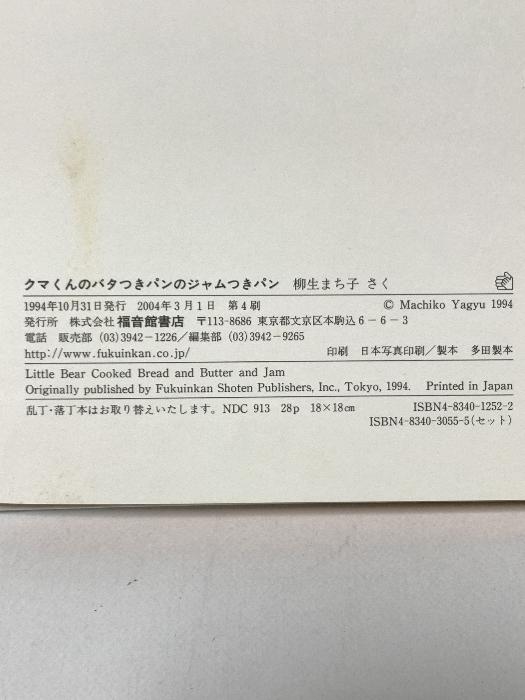 クマくんのバタつきパンのジャムつきパン 柳生まち子 さく
1994年10月31日発行 2004年3月1日 第4刷 © Machiko Yagyu 1994
発行所 株式会社 福音館書店 〒113-8686 東京都文京区本駒込6-6-3
電話 販売部 (03)3942-1226/編集部 (03)3942-9265
http://www.fukuinkan.co.jp/ 印刷 日本写真印刷/製本 多田製本
Little Bear Cooked Bread and Butter and Jam
Originally published by Fukuinkan Shoten Publishers, Inc., Tokyo, 1994. Printed in Japan
乱丁・落丁本はお取り替えいたします。NDC 913 28p 18×18㎝ ISBN4-8340-1252-2
ISBN4-8340-3055-5(セット)